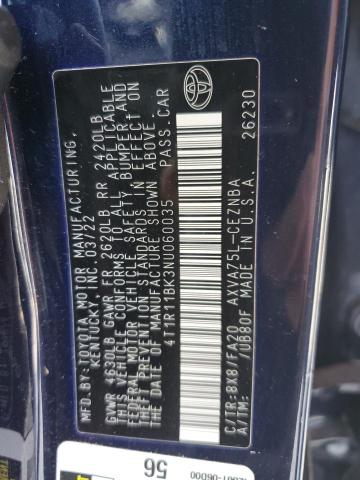 MFD.BY:TOYOTA MOTOR MANUFACTURING,
KENTUCKY, INC. 03/22
GVWR 4630LB GAWR FR 2620LB RR 2420LB
THIS VEHICLE CONFORMS TO ALL APPLICABLE
FEDERAL MOTOR VEHICLE SAFETY BUMPER AND
THEFT PREVENTION STANDARDS IN EFFECT ON
THE DATE OF MANUFACTURE SHOWN ABOVE.
4T1R11BK3NU060035 PASS. CAR
C/TR:8X8/FA20 AXVA75L-CEZNBA
A/TM: /UB80F MADE IN U.S.A. 26230
56